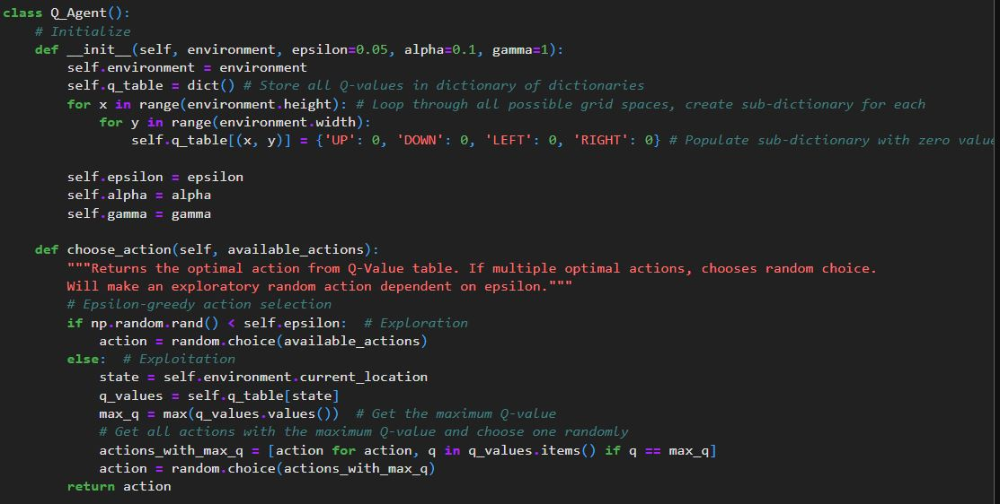 class Q_Agent():
    # Initialize
    def __init__(self, environment, epsilon=0.05, alpha=0.1, gamma=1):
        self.environment = environment
        self.q_table = dict() # Store all Q-values in dictionary of dictionaries
        for x in range(environment.height): # Loop through all possible grid spaces, create sub-dictionary for each
            for y in range(environment.width):
                self.q_table[(x, y)] = {'UP': 0, 'DOWN': 0, 'LEFT': 0, 'RIGHT': 0} # Populate sub-dictionary with zero value

        self.epsilon = epsilon
        self.alpha = alpha
        self.gamma = gamma

    def choose_action(self, available_actions):
        """Returns the optimal action from Q-Value table. If multiple optimal actions, chooses random choice.
        Will make an exploratory random action dependent on epsilon."""
        # Epsilon-greedy action selection
        if np.random.rand() < self.epsilon:  # Exploration
            action = random.choice(available_actions)
        else:  # Exploitation
            state = self.environment.current_location
            q_values = self.q_table[state]
            max_q = max(q_values.values())  # Get the maximum Q-value
            # Get all actions with the maximum Q-value and choose one randomly
            actions_with_max_q = [action for action, q in q_values.items() if q == max_q]
            action = random.choice(actions_with_max_q)
        return action